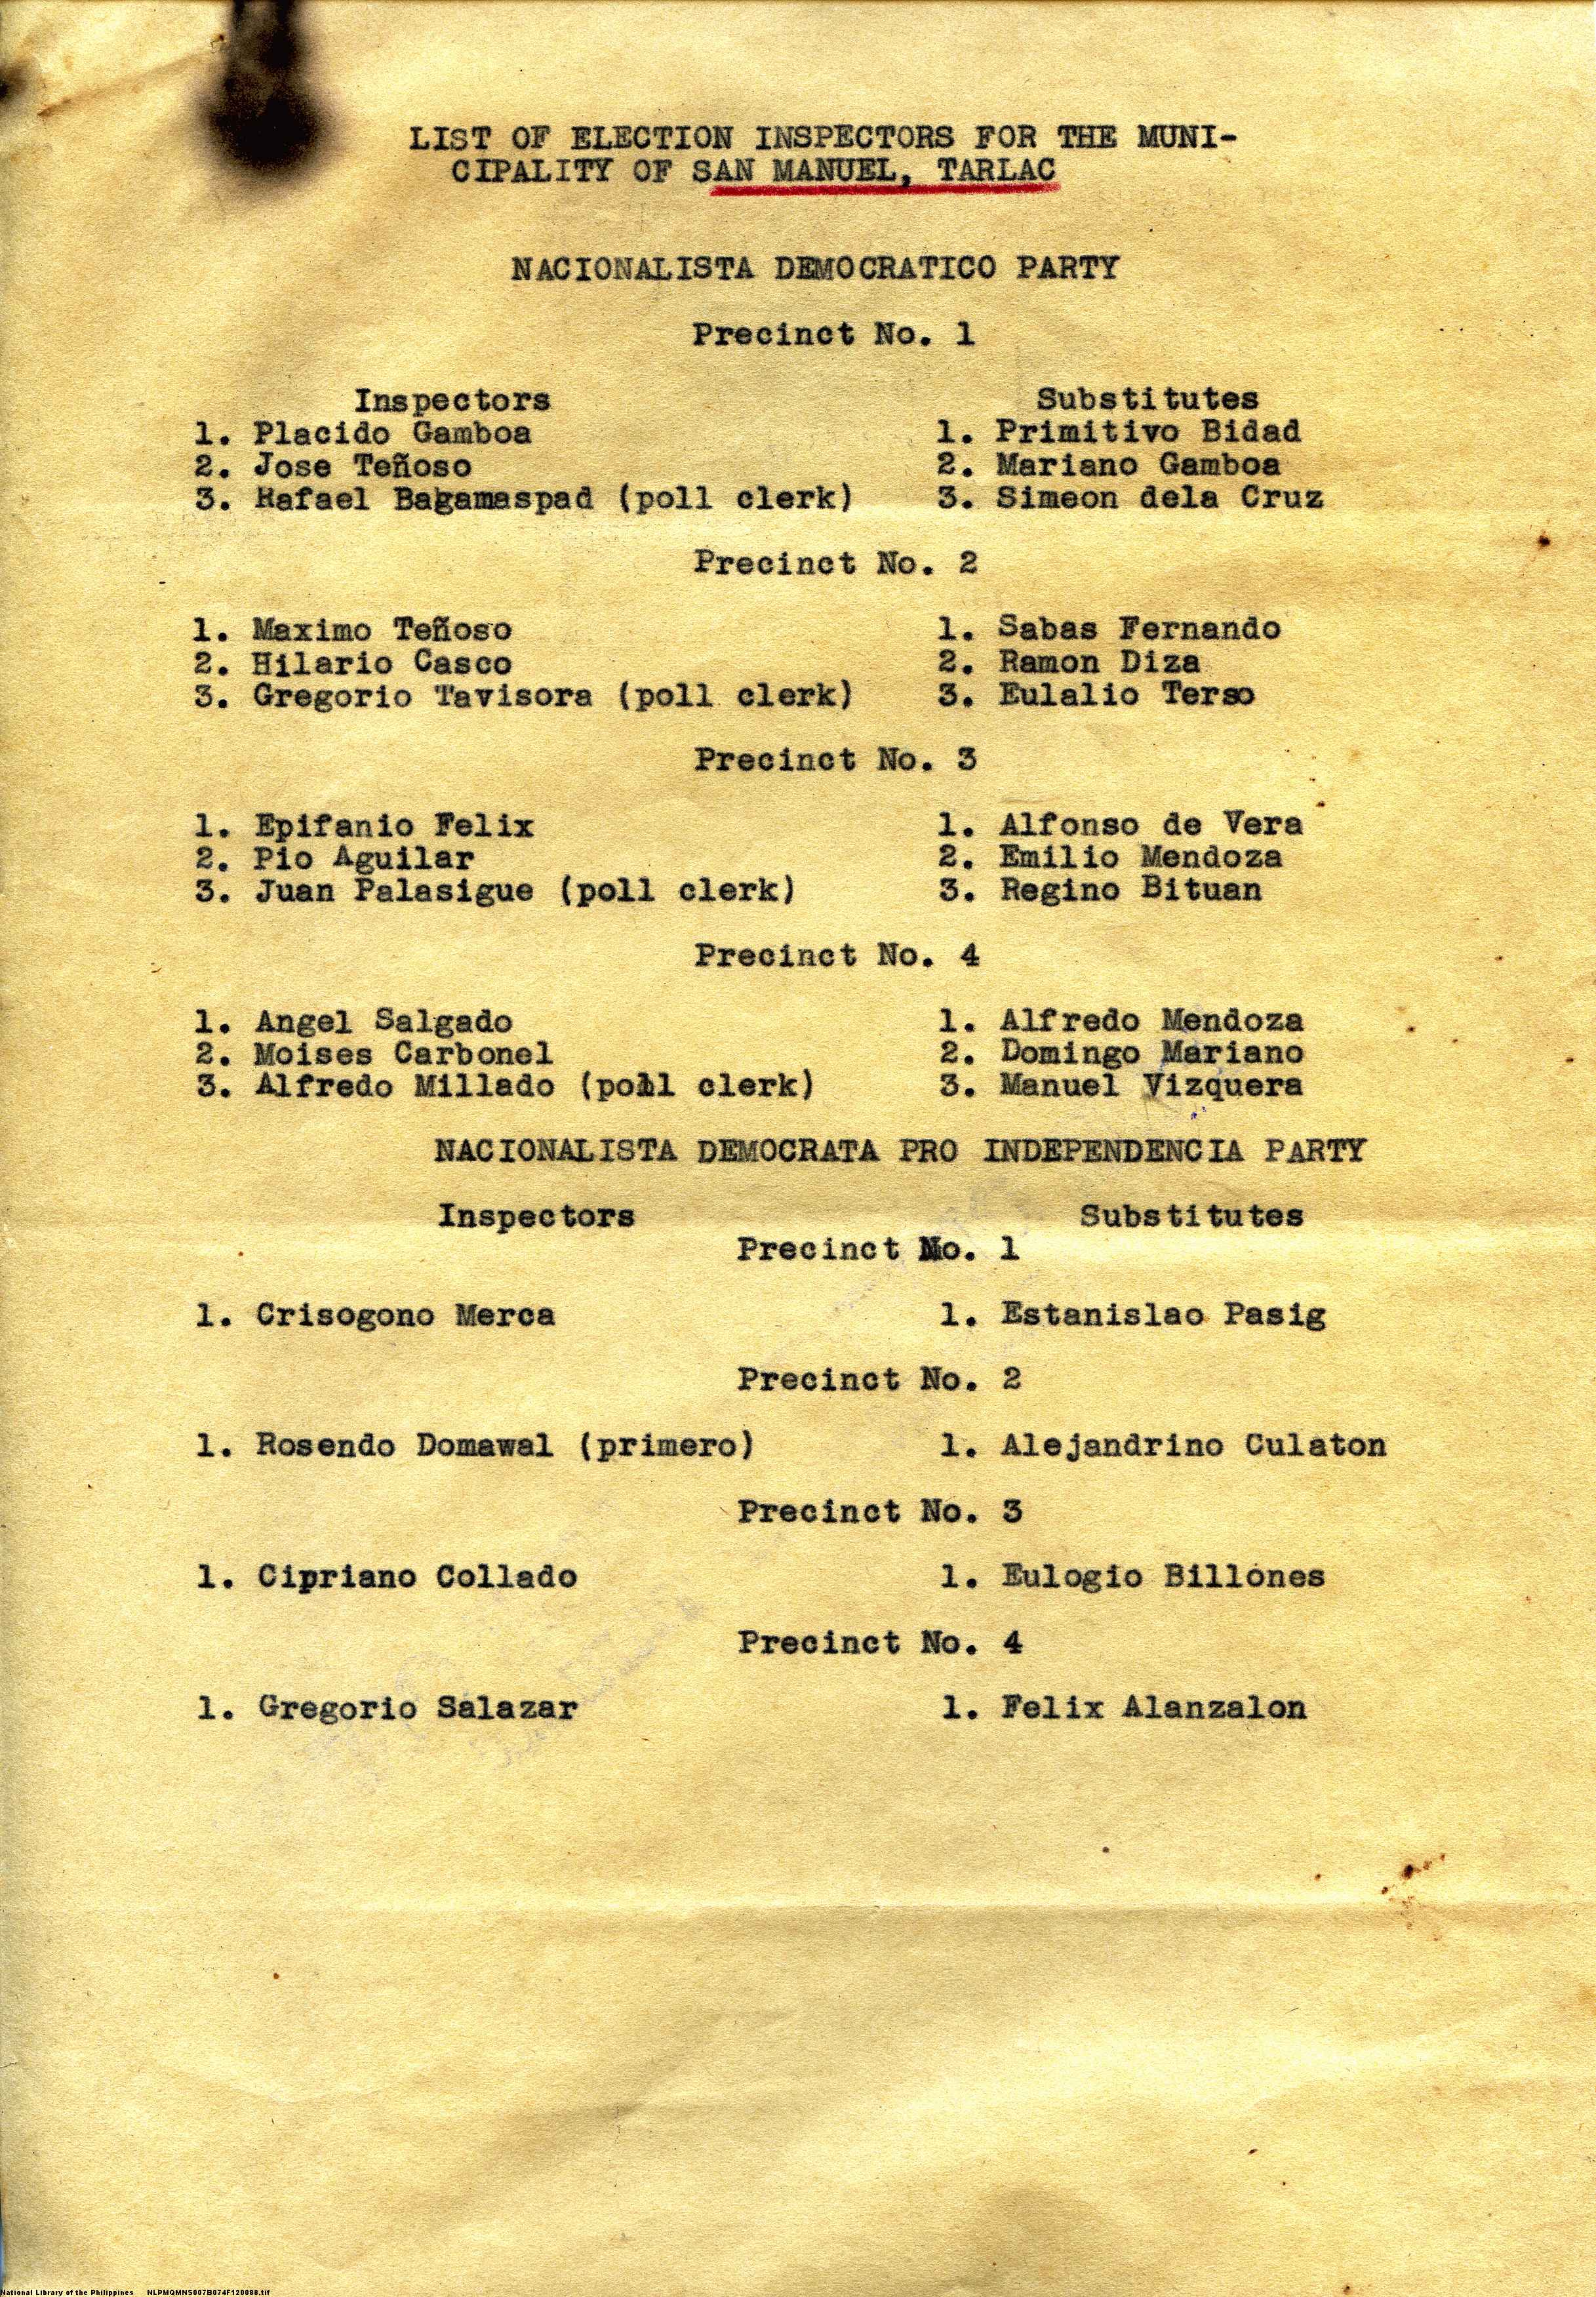 LIST OF ELECTION INSPECTORS FOR THE MUNI-
CIPALITY OF SAN MANUEL, TARLAC
NACIONALISTA DEMOCRATICO PARTY
Precinct No. 1
Inspectors Substitutes
1. Placido Gamboa 1. Primitivo Bidad
2. Jose Teñoso 2. Mariano Gamboa
3. Rafael Bagamaspad (poll clerk) 3. Simeon dela Cruz
Precinct No. 2
1. Maximo Teñoso 1. Sabas Fernando
2. Hilario Casco 2. Ramon Diza
3. Gregorio Tavisora (poll clerk) 3. Eulalio Terso
Precinct No. 3
1. Epifanio Felix 1. Alfonso de Vera
2. Pio Aguilar 2. Emilio Mendoza
3. Juan Palasigue (poll clerk) 3. Regino Bituan
Precinct No. 4
1. Angel Salgado 1. Alfredo Mendoza
2. Moises Carbonel 2. Domingo Mariano
3. Alfredo Millado (poll clerk) 3. Manuel Vizquera
NACIONALISTA DEMOCRATA PRO INDEPENDENCIA PARTY
Inspectors Substitutes
Precinct No. 1
1. Crisogono Merca 1. Estanislao Pasig
Precinct No. 2
1. Rosendo Domawal (primero) 1. Alejandrino Culaton
Precinct No. 3
1. Cipriano Collado 1. Eulogio Billones
Precinct No. 4
1. Gregorio Salazar 1. Felix Alanzalon
National Library of the Philippines NLPMQMNS007B074F120088.tif